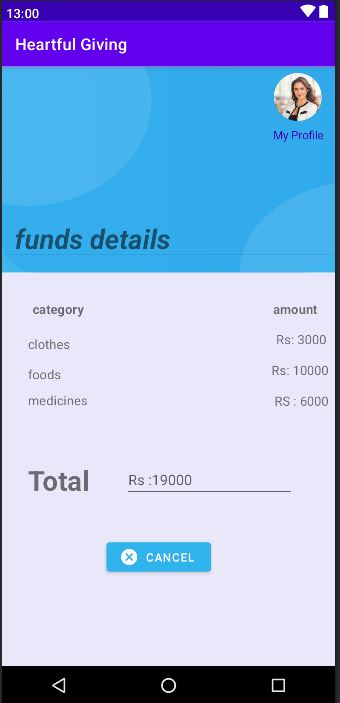 13:00
Heartful Giving
My Profile
funds details
category amount
clothes Rs: 3000
foods Rs: 10000
medicines RS : 6000
Total Rs :19000
CANCEL